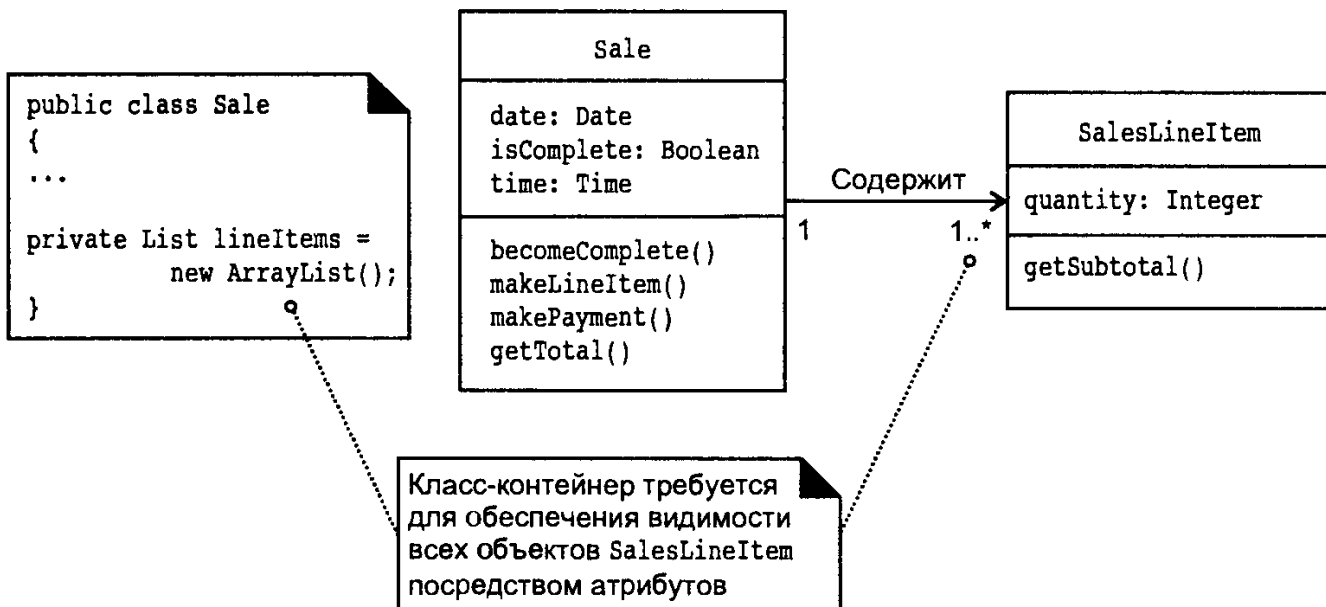 public class Sale
{
...
private List lineItems =
new ArrayList();
}
Sale
date: Date
isComplete: Boolean
time: Time
becomeComplete()
makeLineItem()
makePayment()
getTotal()
Содержит
1
1..*
SalesLineItem
quantity: Integer
getSubtotal()
Класс-контейнер требуется
для обеспечения видимости
всех объектов SalesLineItem
посредством атрибутов